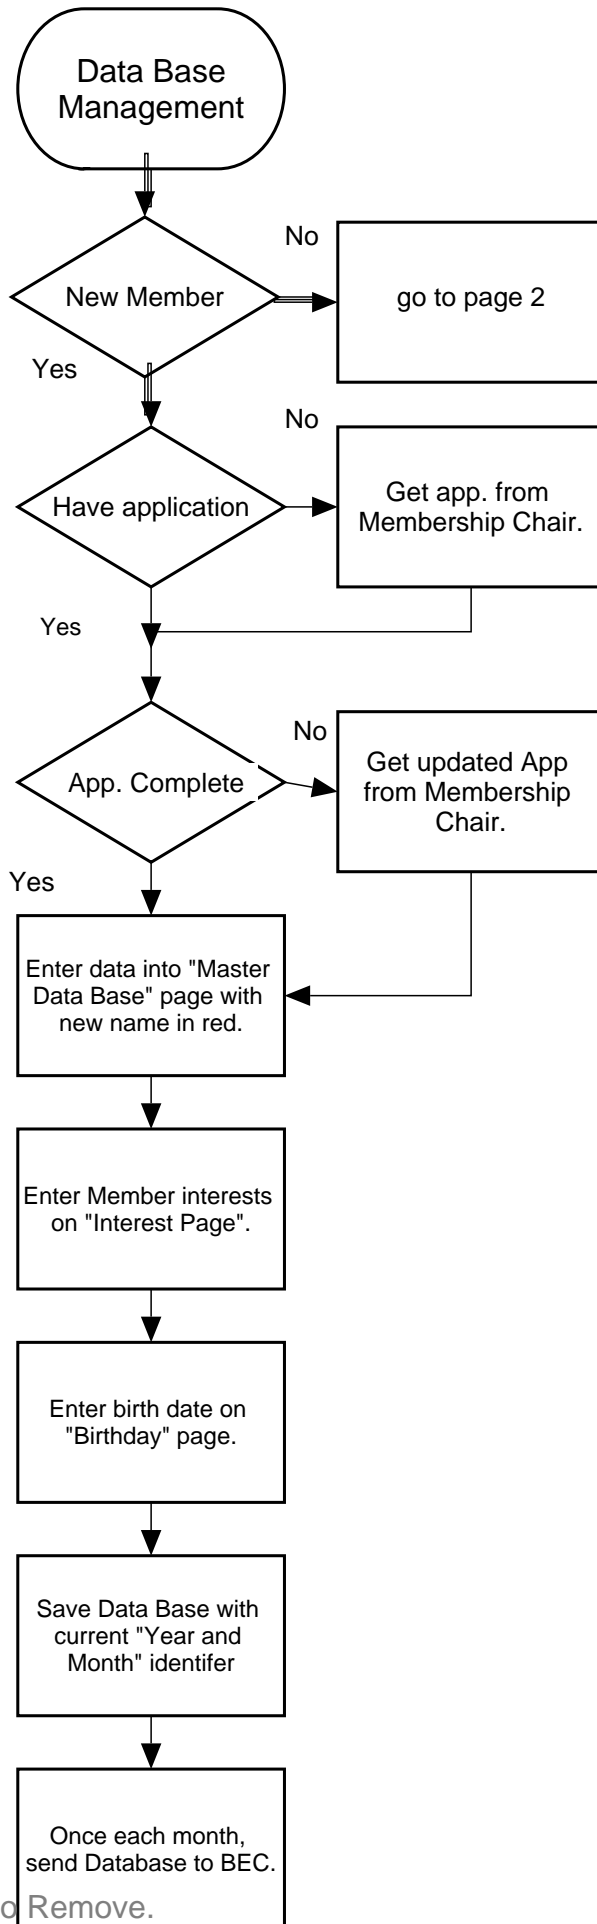 Data Base
Management
No
New Member
go to page 2
Yes
No
Have application
Get app. from
Membership Chair.
Yes
No
App. Complete
Get updated App
from Membership
Chair.
Yes
Enter data into "Master
Data Base" page with
new name in red.
Enter Member interests
on "Interest Page".
Enter birth date on
"Birthday" page.
Save Data Base with
current "Year and
Month" identifer
Once each month,
send Database to BEC.
o Remove.